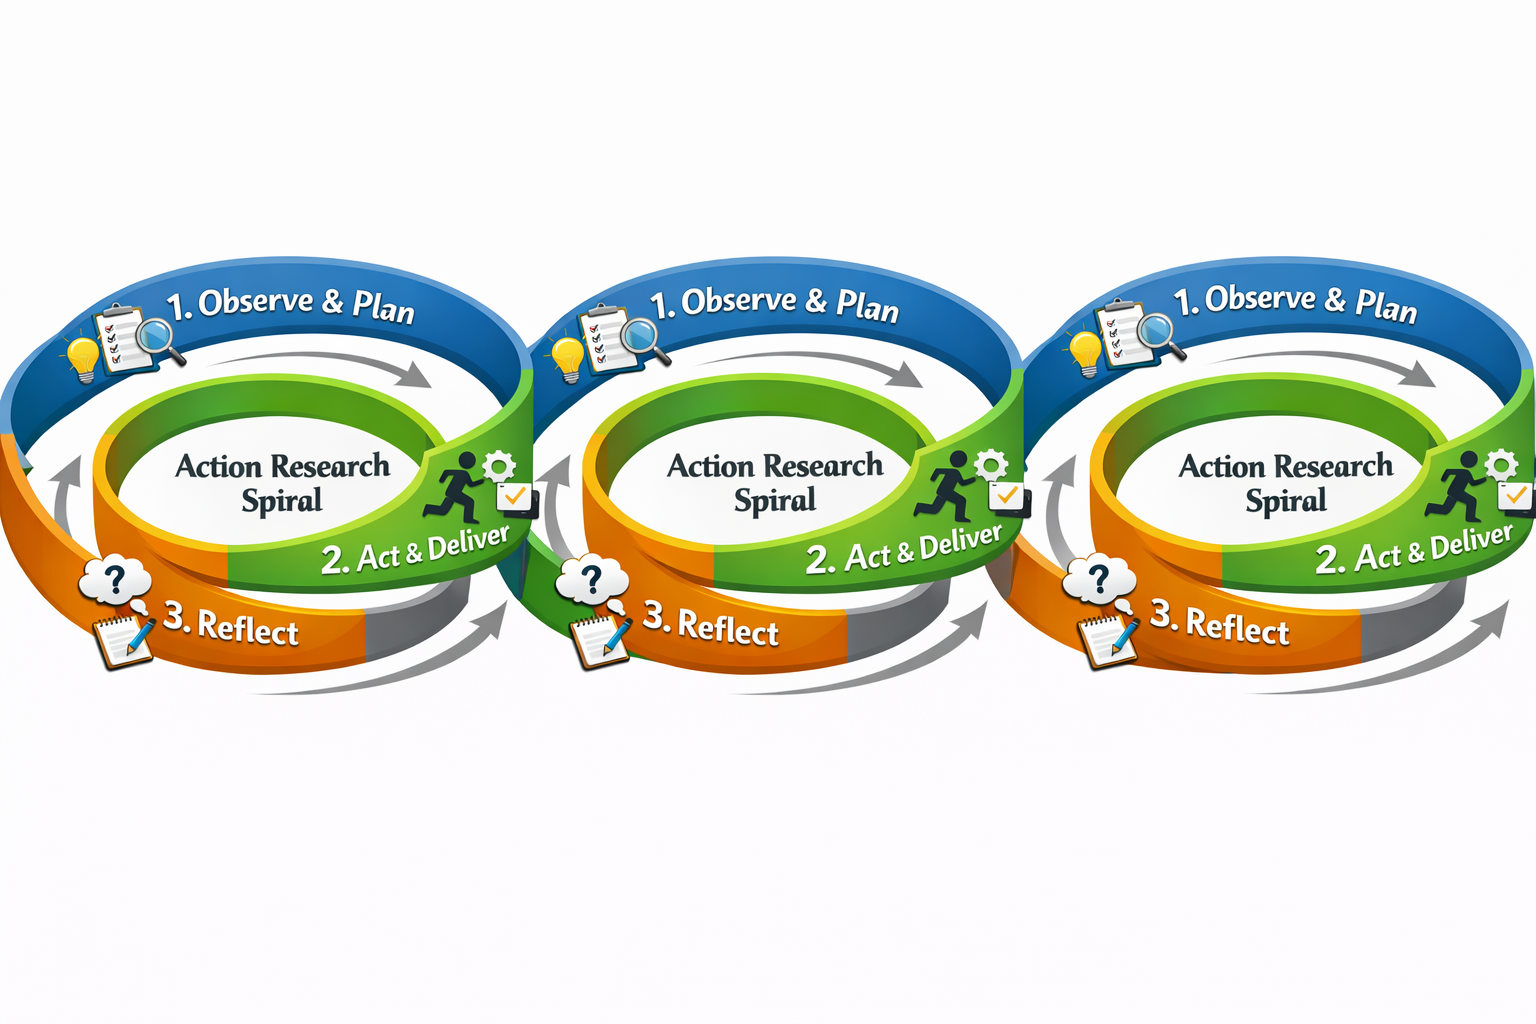 1. Observe & Plan
Action Research
Spiral
2. Act & Deliver
?
3. Reflect
1. Observe & Plan
Action Research
Spiral
2. Act & Deliver
?
3. Reflect
1. Observe & Plan
Action Research
Spiral
2. Act & Deliver
?
3. Reflect